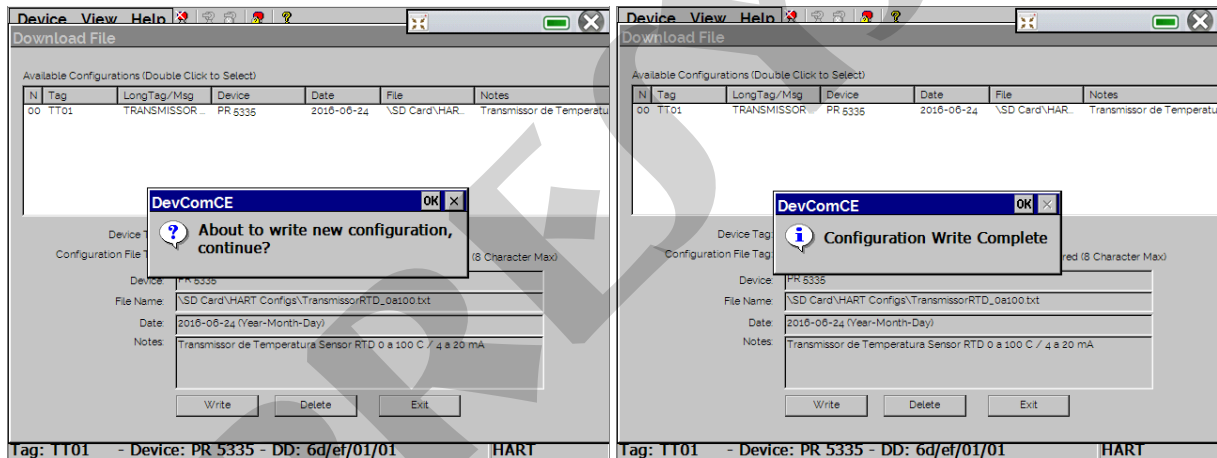 Device View Help
Download File
Available Configurations (Double Click to Select)
N Tag LongTag/Msg Device Date File Notes
00 TT01 TRANSMISSOR ... PR 5335 2016-06-24 \SD Card\HAR... Transmissor de Temperatu
DevComCE OK
About to write new configuration,
continue?
Device T
Configuration File T (8 Character Max)
Device: PR 5335
File Name: \SD Card\HART Configs\TransmissorRTD_0a100.txt
Date: 2016-06-24 (Year-Month-Day)
Notes: Transmissor de Temperatura Sensor RTD 0 a 100 C / 4 a 20 mA
Write Delete Exit
Tag: TT01 - Device: PR 5335 - DD: 6d/ef/01/01 HART
Device View Help
Download File
Available Configurations (Double Click to Select)
N Tag LongTag/Msg Device Date File Notes
00 TT01 TRANSMISSOR PR 5335 2016-06-24 \SD Card\HAR... Transmissor de Temperatu
DevComCE OK
Configuration Write Complete
Device Tag:
Configuration File Tag: red (8 Character Max)
Device: PR 5335
File Name: \SD Card\HART Configs\TransmissorRTD_0a100.txt
Date: 2016-06-24 (Year-Month-Day)
Notes: Transmissor de Temperatura Sensor RTD 0 a 100 C / 4 a 20 mA
Write Delete Exit
Tag: TT01 - Device: PR 5335 - DD: 6d/ef/01/01 HART